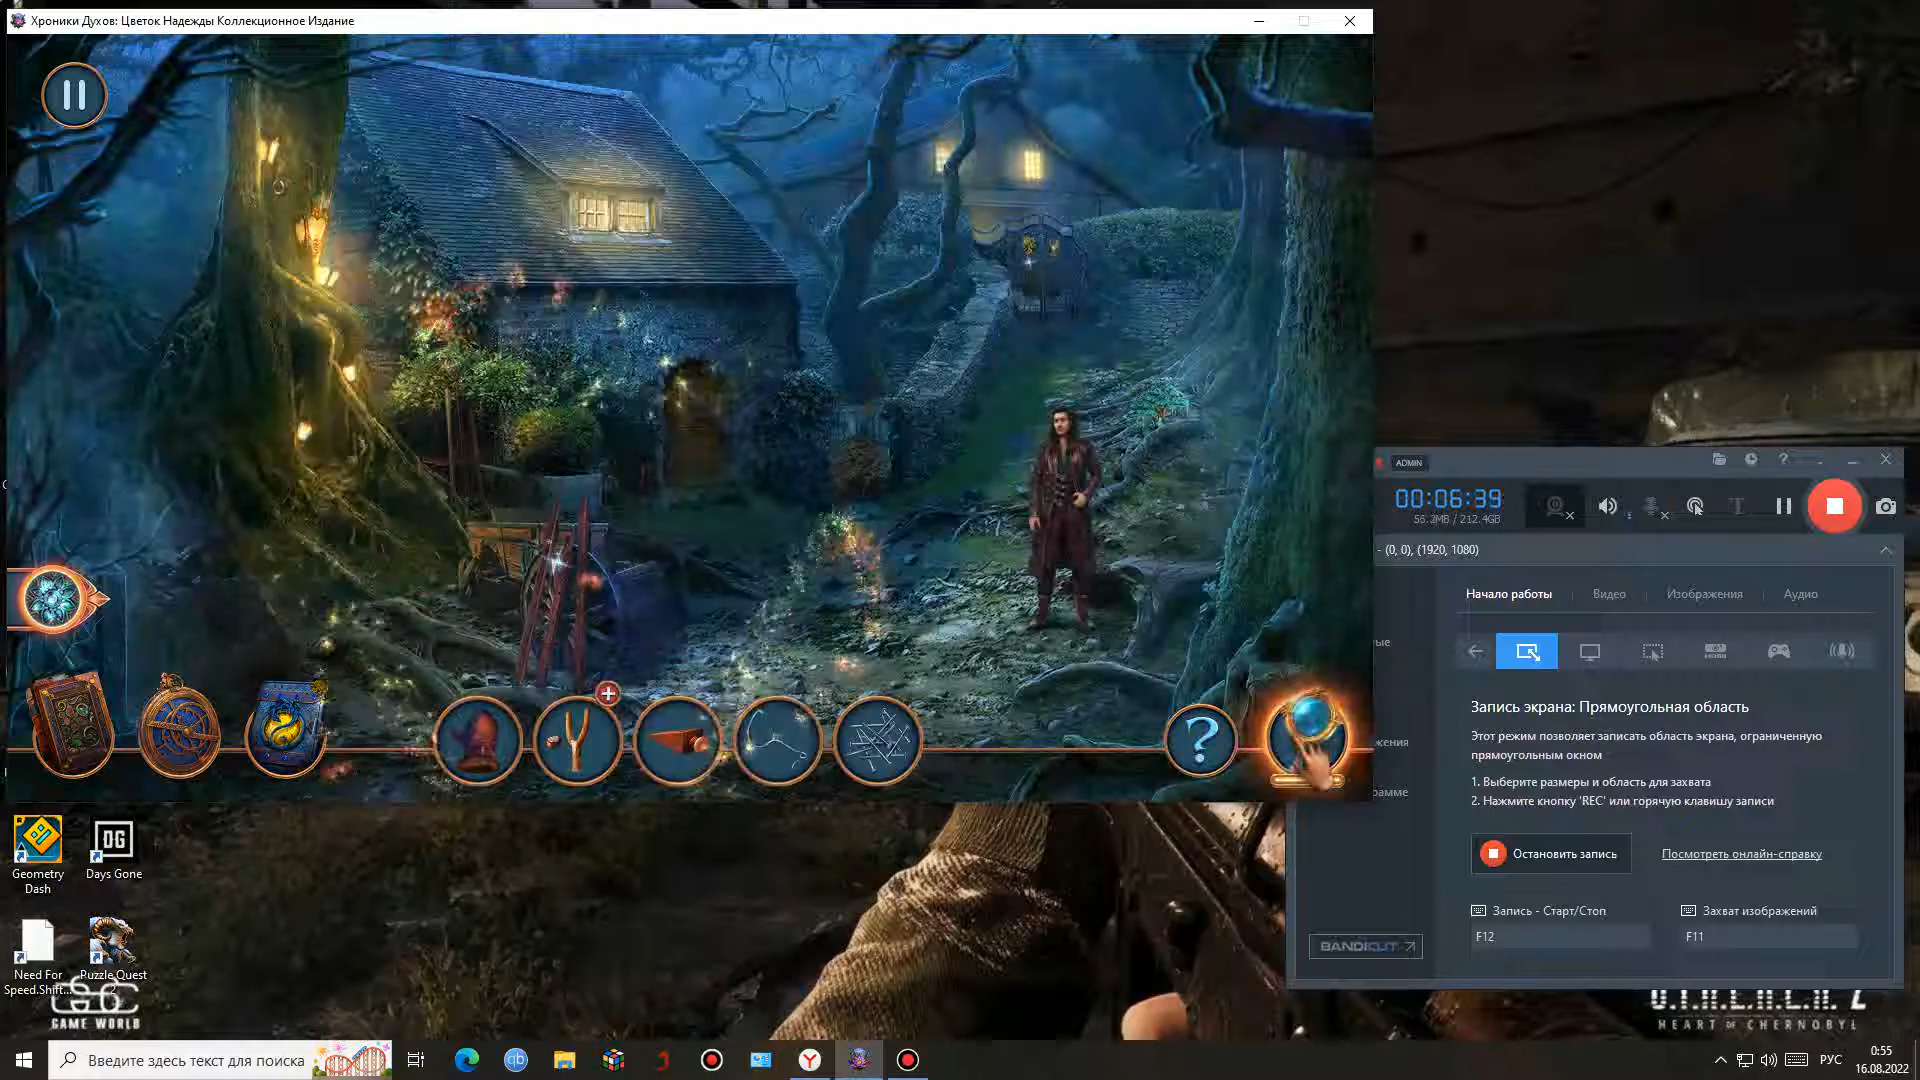 Хроники Духов: Цветок Надежды Коллекционное Издание
ADMIN
00:06:39
56.2MB / 212.4GB
- (0, 0), (1920, 1080)
Начало работы
Видео
Изображения
Аудио
Запись экрана: Прямоугольная область
Этот режим позволяет записать область экрана, ограниченную
прямоугольным окном
1. Выберите размеры и область для захвата
2. Нажмите кнопку 'REC' или горячую клавишу записи
Остановить запись
Посмотреть онлайн-справку
Запись - Старт/Стоп
Захват изображений
F12
F11
BANDICUT
Geometry
Dash
Days Gone
Need For
Speed.Shift...
Puzzle Quest
2
GSC
GAME WORLD
S.T.A.L.K.E.R. 2
HEART OF CHERNOBYL
Введите здесь текст для поиска
РУС
0:55
16.08.2022